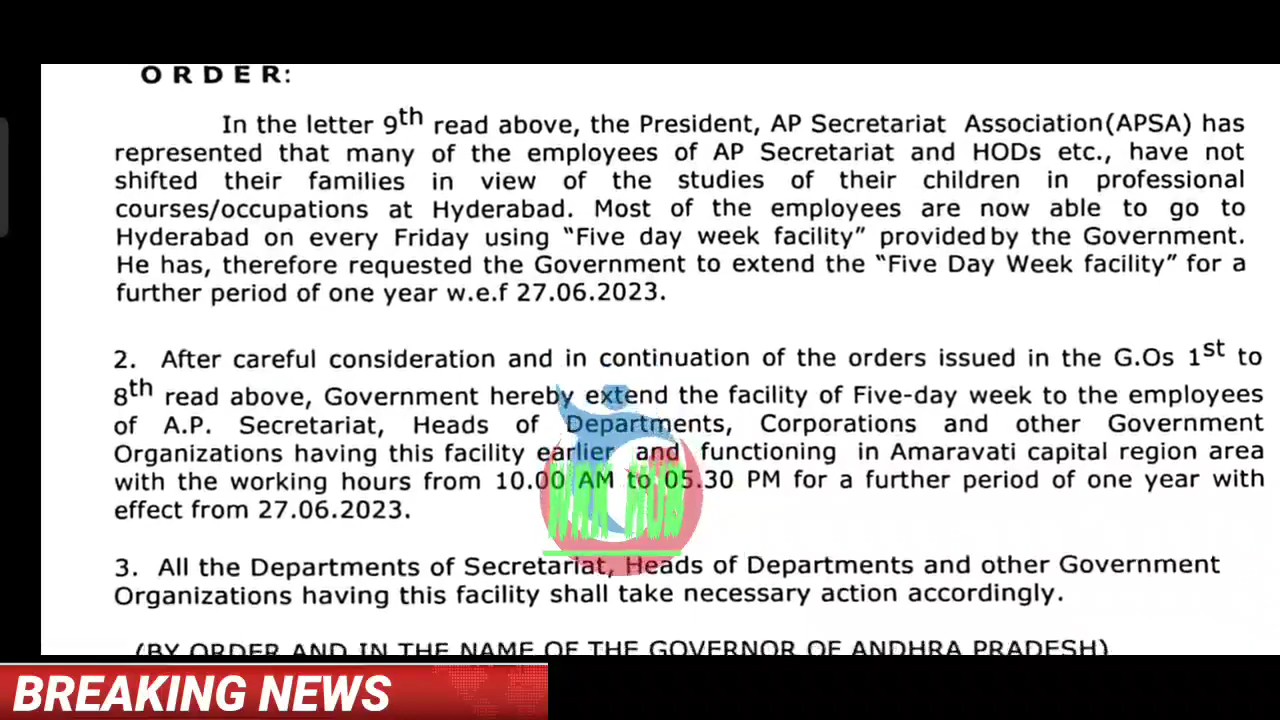 ORDER:
In the letter 9th read above, the President, AP Secretariat Association(APSA) has
represented that many of the employees of AP Secretariat and HODs etc., have not
shifted their families in view of the studies of their children in professional
courses/occupations at Hyderabad. Most of the employees are now able to go to
Hyderabad on every Friday using “Five day week facility” provided by the Government.
He has, therefore requested the Government to extend the “Five Day Week facility” for a
further period of one year w.e.f 27.06.2023.
2. After careful consideration and in continuation of the orders issued in the G.Os 1st to
8th read above, Government hereby extend the facility of Five-day week to the employees
of A.P. Secretariat, Heads of Departments, Corporations and other Government
Organizations having this facility earlier and functioning in Amaravati capital region area
with the working hours from 10.00 AM to 05.30 PM for a further period of one year with
effect from 27.06.2023.
3. All the Departments of Secretariat, Heads of Departments and other Government
Organizations having this facility shall take necessary action accordingly.
(BY ORDER AND IN THE NAME OF THE GOVERNOR OF ANDHRA PRADESH)
BREAKING NEWS